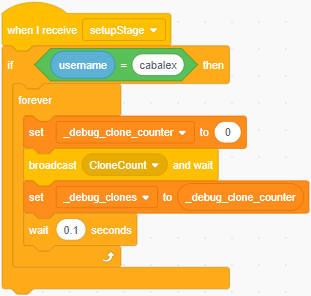 when I receive setupStage
if username = cabalex then
forever
set _debug_clone_counter to 0
broadcast CloneCount and wait
set _debug_clones to _debug_clone_counter
wait 0.1 seconds